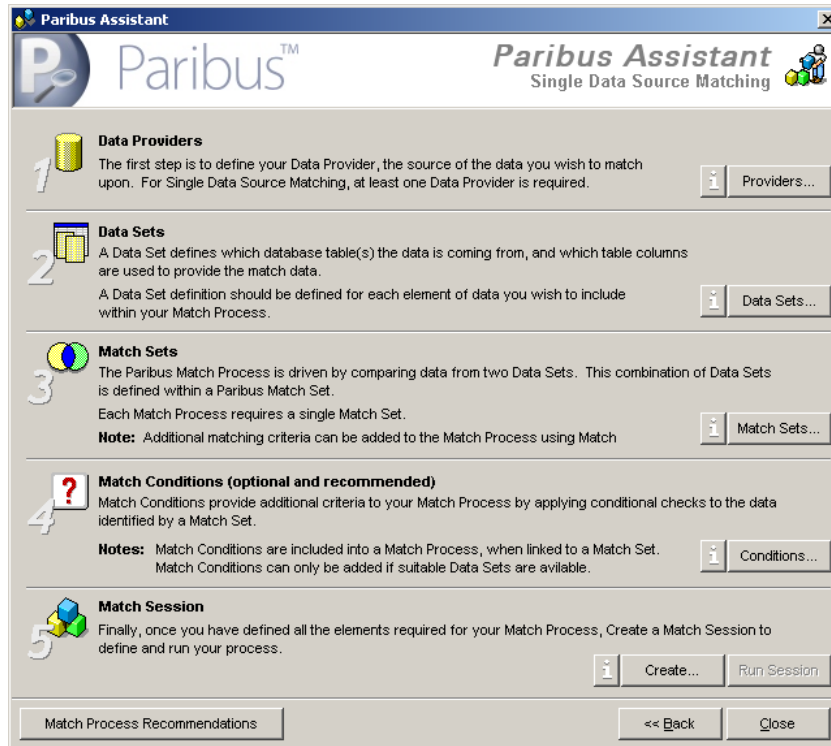 Paribus Assistant
Paribus™
Paribus Assistant
Single Data Source Matching
1
Data Providers
The first step is to define your Data Provider, the source of the data you wish to match
upon. For Single Data Source Matching, at least one Data Provider is required.
i
Providers...
2
Data Sets
A Data Set defines which database table(s) the data is coming from, and which table columns
are used to provide the match data.
A Data Set definition should be defined for each element of data you wish to include
within your Match Process.
i
Data Sets...
3
Match Sets
The Paribus Match Process is driven by comparing data from two Data Sets. This combination of Data Sets
is defined within a Paribus Match Set.
Each Match Process requires a single Match Set.
Note: Additional matching criteria can be added to the Match Process using Match
i
Match Sets...
4
?
Match Conditions (optional and recommended)
Match Conditions provide additional criteria to your Match Process by applying conditional checks to the data
identified by a Match Set.
Notes: Match Conditions are included into a Match Process, when linked to a Match Set.
Match Conditions can only be added if suitable Data Sets are avilable.
i
Conditions...
5
Match Session
Finally, once you have defined all the elements required for your Match Process, Create a Match Session to
define and run your process.
i
Create...
Run Session
Match Process Recommendations
<< Back
Close